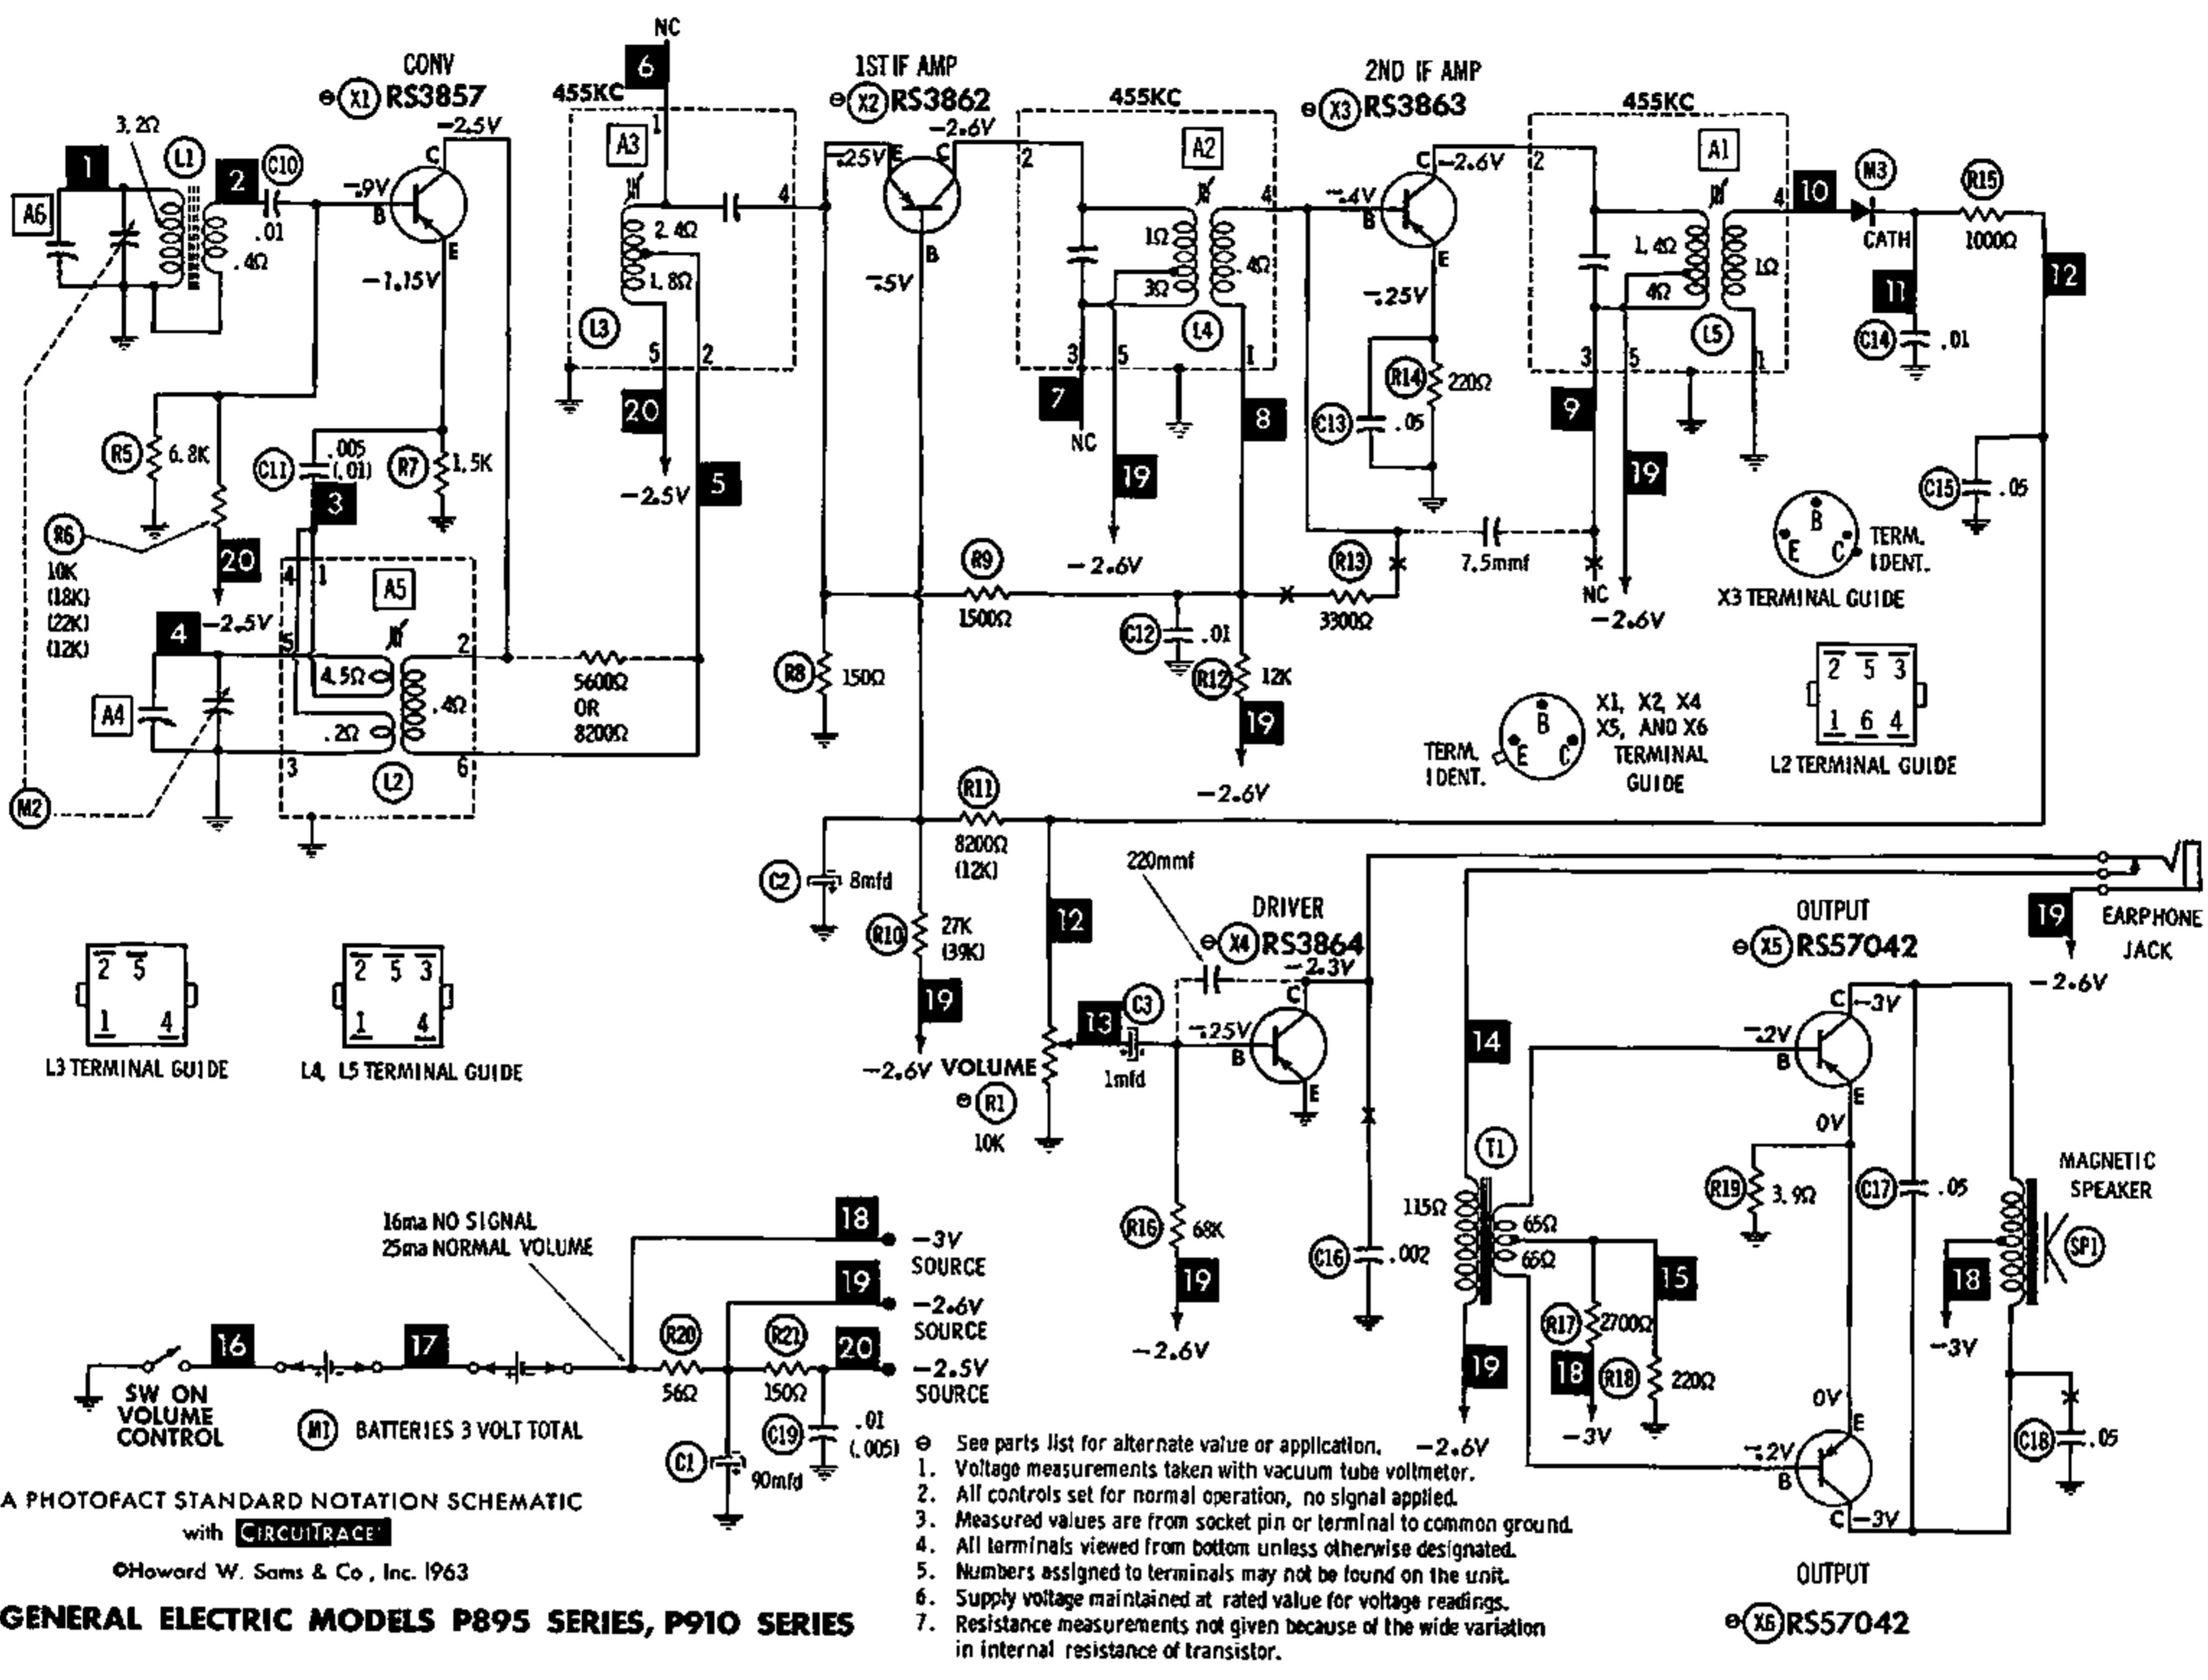 NC
CONV
⊖ X1 RS3857
-2.5V
C
-.9V
B
E
-1.15V
3.2Ω
L1
1
2
C10
.01
.4Ω
A6
R5
6.8K
C11
.005
(.01)
R7
1.5K
3
R6
10K
(18K)
(22K)
(12K)
20
-2.5V
4
A4
M2
4
1
A5
5
2
4.5Ω
.4Ω
.2Ω
3
L2
6
5600Ω
OR
8200Ω
455KC
6
1
A3
2.4Ω
1.8Ω
4
L3
5
2
20
-2.5V
5
1ST IF AMP
⊖ X2 RS3862
-2.6V
-.25V
E
C
B
-.5V
455KC
2
A2
4
1Ω
3Ω
.4Ω
L4
3
5
1
7
NC
19
-2.6V
8
R9
1500Ω
C12
.01
R8
150Ω
R12
12K
19
-2.6V
R13
3300Ω
2ND IF AMP
⊖ X3 RS3863
C
-2.6V
-.4V
B
E
-.25V
R14
220Ω
C13
.05
7.5mmf
455KC
2
A1
4
1.4Ω
4Ω
1Ω
L5
3
5
1
9
19
NC
-2.6V
10
M3
CATH
R15
1000Ω
11
12
C14
.01
C15
.05
B
E
C
TERM.
IDENT.
X3 TERMINAL GUIDE
B
E
C
TERM.
IDENT.
X1, X2, X4
X5, AND X6
TERMINAL
GUIDE
2 5 3
1 6 4
L2 TERMINAL GUIDE
R11
8200Ω
(12K)
C2
8mfd
R10
27K
(39K)
19
-2.6V
12
VOLUME
⊖ R1
10K
13
C3
1mfd
220mmf
DRIVER
⊖ X4 RS3864
-2.3V
C
-.25V
B
E
R16
68K
19
-2.6V
C16
.002
2 5
1 4
L3 TERMINAL GUIDE
2 5 3
1 4
L4, L5 TERMINAL GUIDE
19
EARPHONE
JACK
-2.6V
OUTPUT
⊖ X5 RS57042
C
-3V
-.2V
B
E
0V
14
T1
115Ω
65Ω
65Ω
19
-2.6V
15
R17
2700Ω
18
-3V
R18
220Ω
R19
3.9Ω
C17
.05
MAGNETIC
SPEAKER
SP1
18
-3V
C18
.05
0V
E
-.2V
B
C
-3V
OUTPUT
⊖ X6 RS57042
16ma NO SIGNAL
25ma NORMAL VOLUME
18
-3V
SOURCE
19
-2.6V
SOURCE
20
-2.5V
SOURCE
16
17
R20
56Ω
R21
150Ω
SW ON
VOLUME
CONTROL
M1 BATTERIES 3 VOLT TOTAL
C1
90mfd
C19
.01
(.005)
⊖ See parts list for alternate value or application.
1. Voltage measurements taken with vacuum tube voltmeter.
2. All controls set for normal operation, no signal applied.
3. Measured values are from socket pin or terminal to common ground.
4. All terminals viewed from bottom unless otherwise designated.
5. Numbers assigned to terminals may not be found on the unit.
6. Supply voltage maintained at rated value for voltage readings.
7. Resistance measurements not given because of the wide variation
in internal resistance of transistor.
A PHOTOFACT STANDARD NOTATION SCHEMATIC
with CIRCUITRACE
©Howard W. Sams & Co., Inc. 1963
GENERAL ELECTRIC MODELS P895 SERIES, P910 SERIES